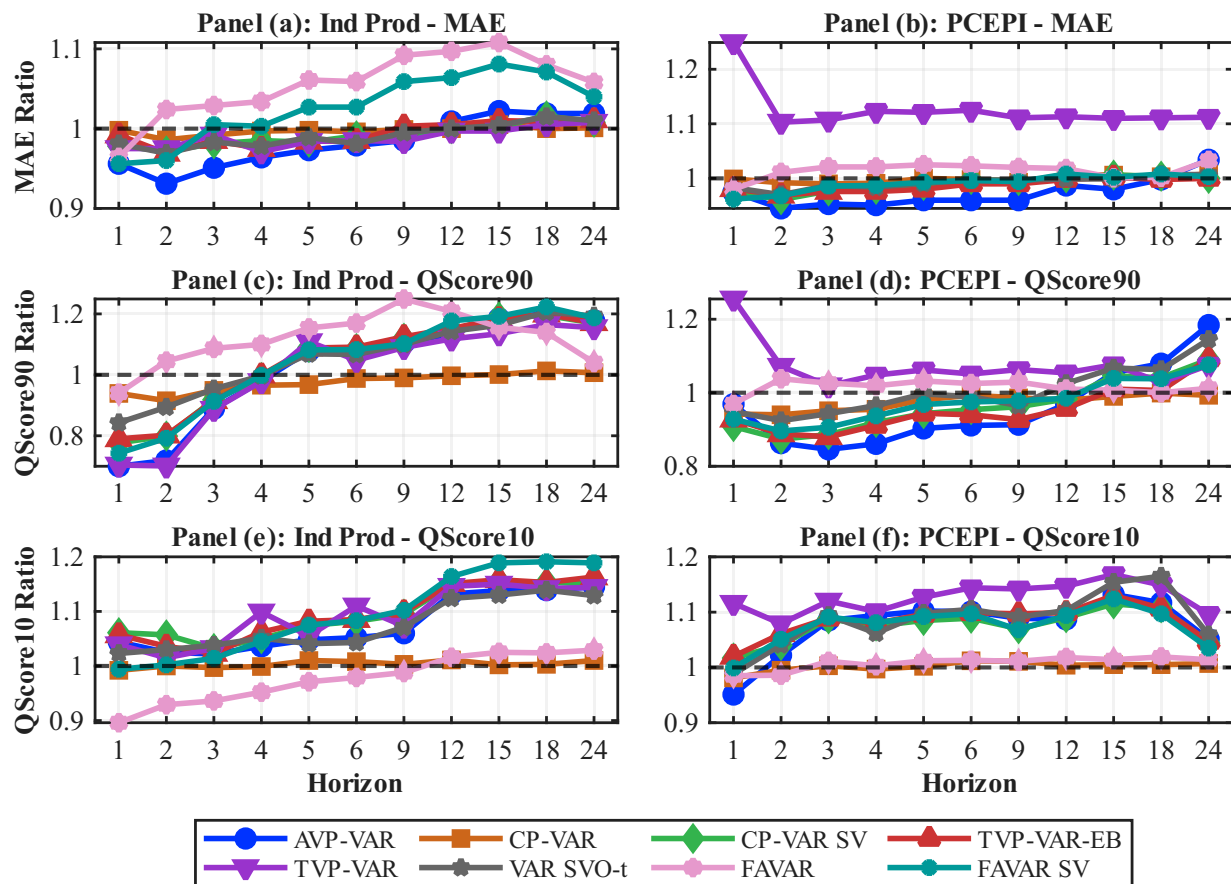 Panel (a): Ind Prod - MAE
MAE Ratio
1.1
1
0.9
1 2 3 4 5 6 9 12 15 18 24
Panel (b): PCEPI - MAE
1.2
1.1
1
1 2 3 4 5 6 9 12 15 18 24
Panel (c): Ind Prod - QScore90
QScore90 Ratio
1.2
1
0.8
1 2 3 4 5 6 9 12 15 18 24
Panel (d): PCEPI - QScore90
1.2
1
0.8
1 2 3 4 5 6 9 12 15 18 24
Panel (e): Ind Prod - QScore10
QScore10 Ratio
1.2
1.1
1
0.9
1 2 3 4 5 6 9 12 15 18 24
Horizon
Panel (f): PCEPI - QScore10
1.2
1.1
1
0.9
1 2 3 4 5 6 9 12 15 18 24
Horizon
AVP-VAR CP-VAR CP-VAR SV TVP-VAR-EB
TVP-VAR VAR SVO-t FAVAR FAVAR SV